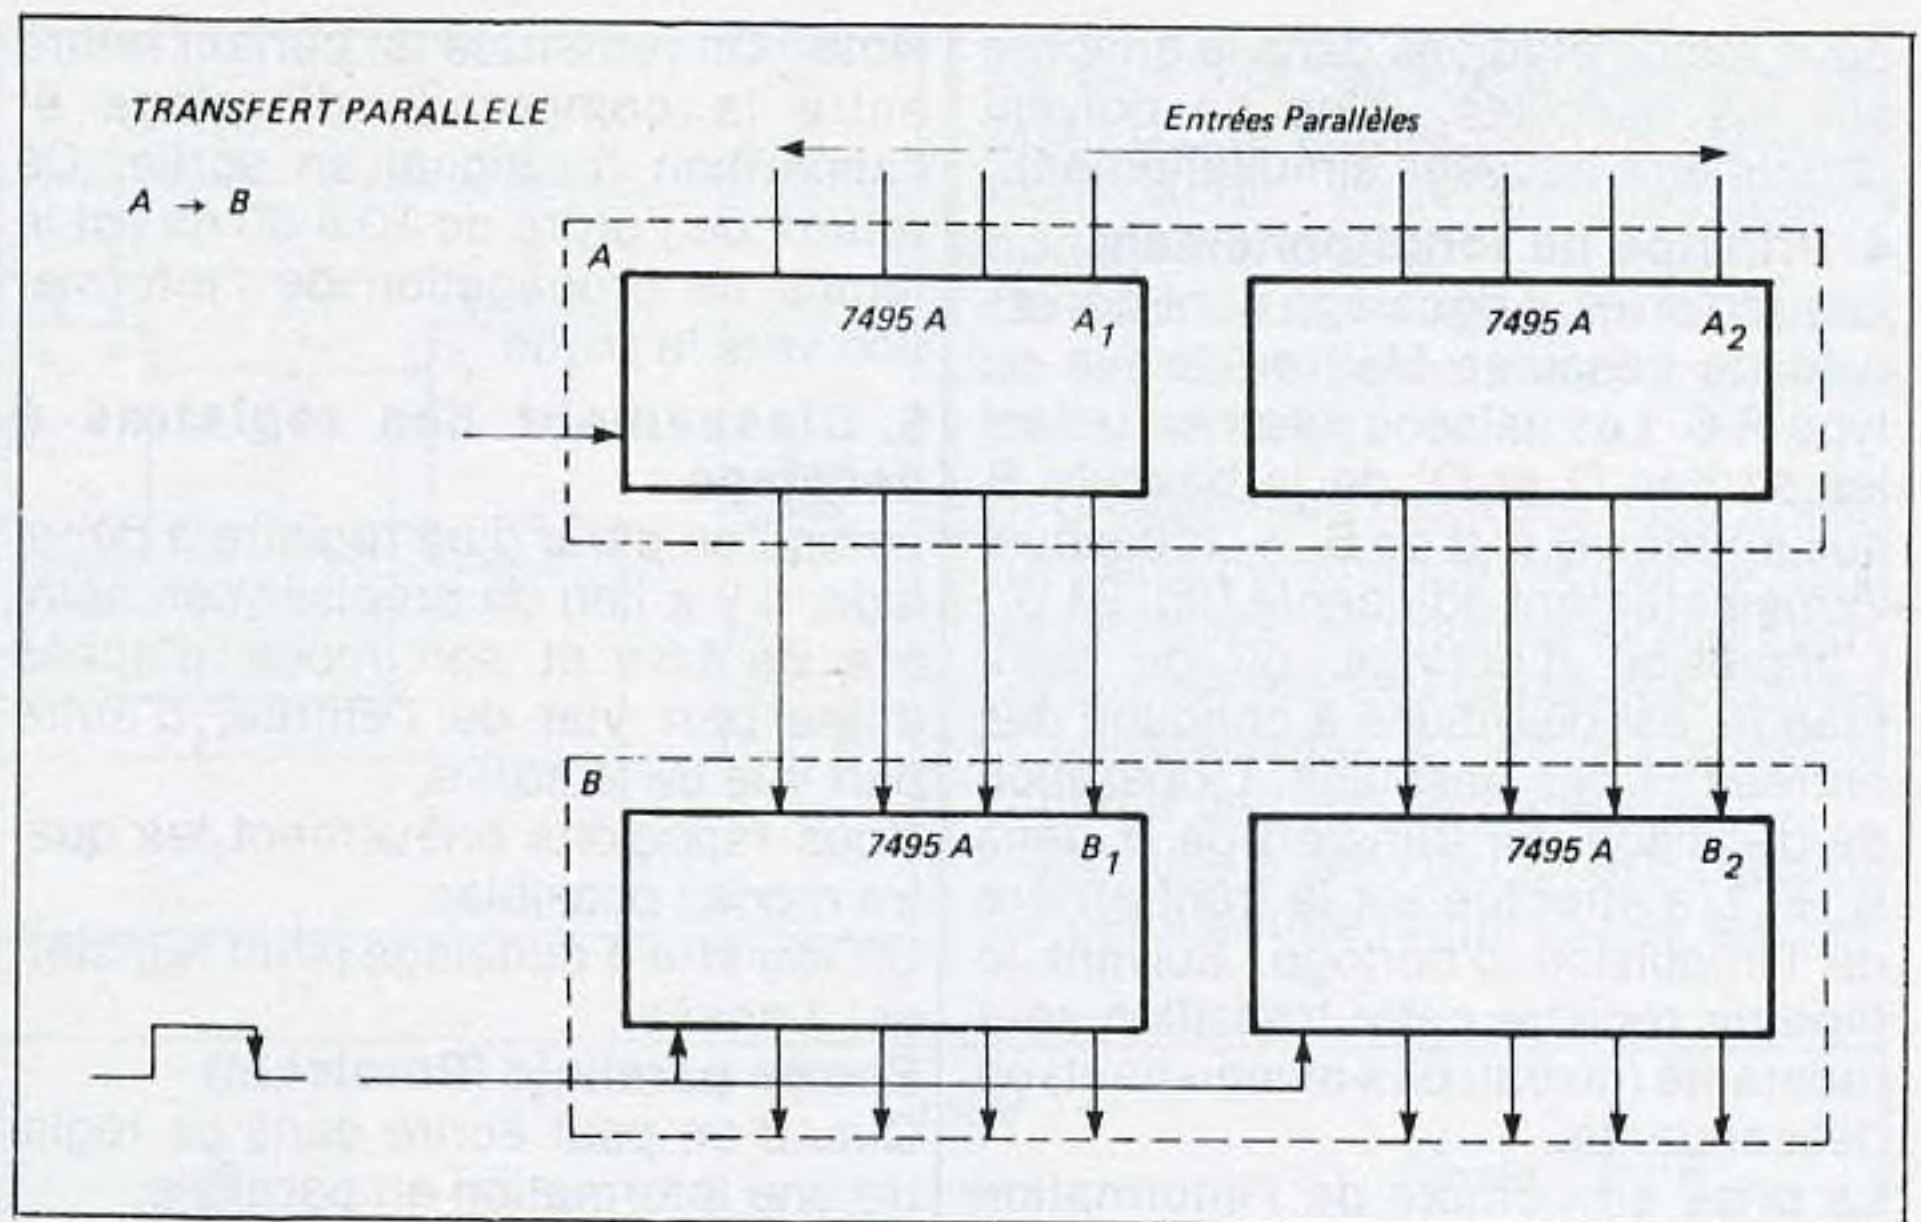 TRANSFERT PARALLELE
Entrées Parallèles
A → B
A
7495 A A1
7495 A A2
B
7495 A B1
7495 A B2